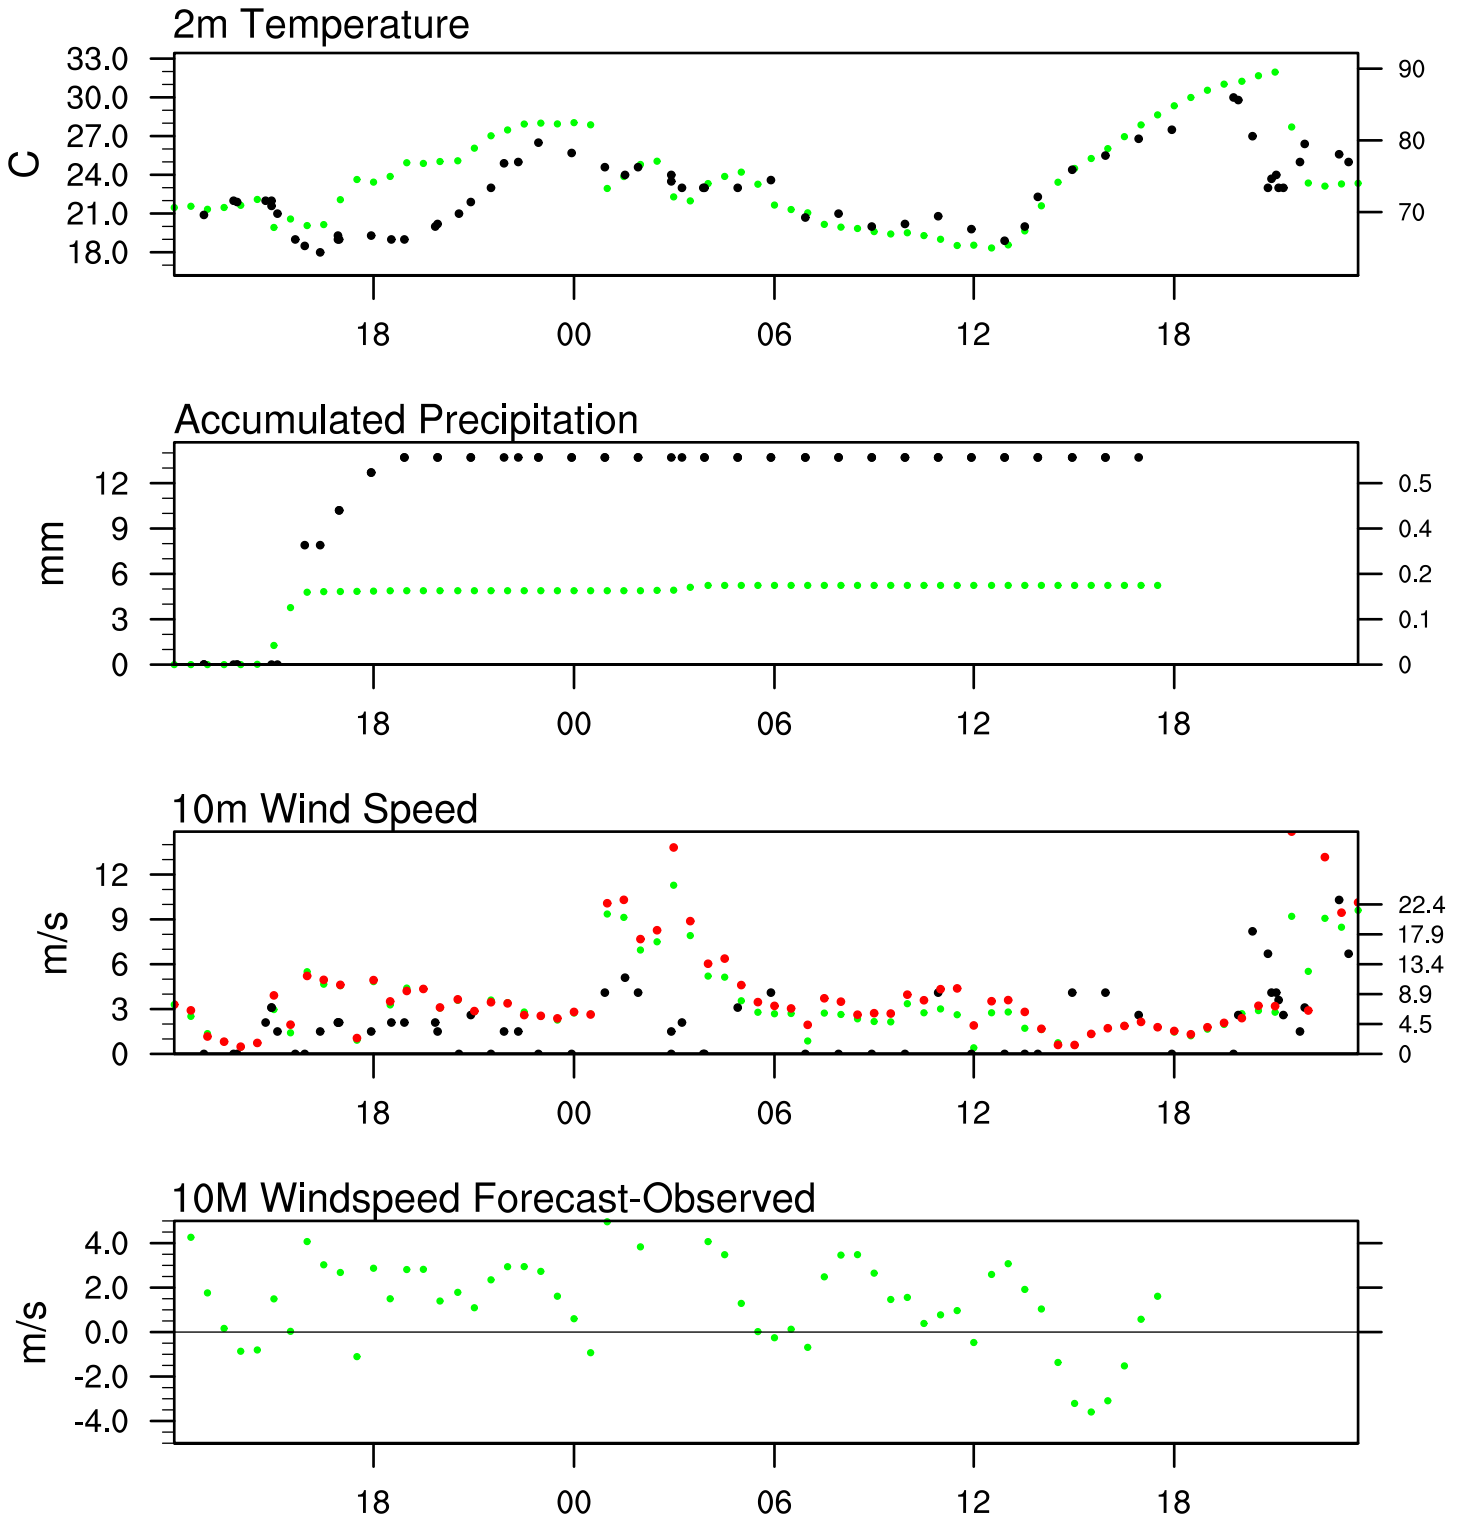 2m Temperature
33.0
30.0
27.0
24.0
21.0
18.0
C
90
80
70
18 00 06 12 18
Accumulated Precipitation
12
9
6
3
0
mm
0.5
0.4
0.2
0.1
0
18 00 06 12 18
10m Wind Speed
12
9
6
3
0
m/s
22.4
17.9
13.4
8.9
4.5
0
18 00 06 12 18
10M Windspeed Forecast-Observed
4.0
2.0
0.0
-2.0
-4.0
m/s
18 00 06 12 18